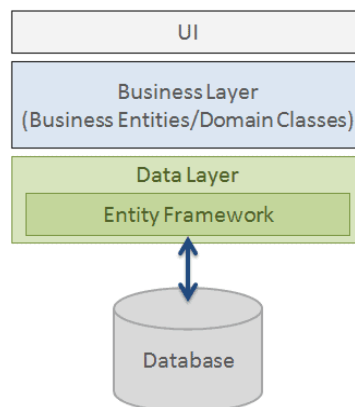 UI
Business Layer
(Business Entities/Domain Classes)
Data Layer
Entity Framework
Database